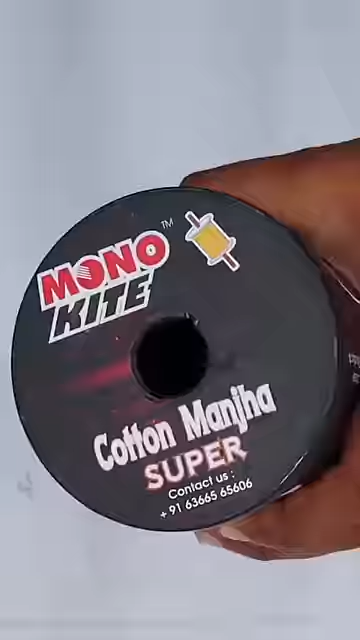 MONO
TM
KITE
Cotton Manjha
SUPER
Contact us :
+ 91 63665 65606